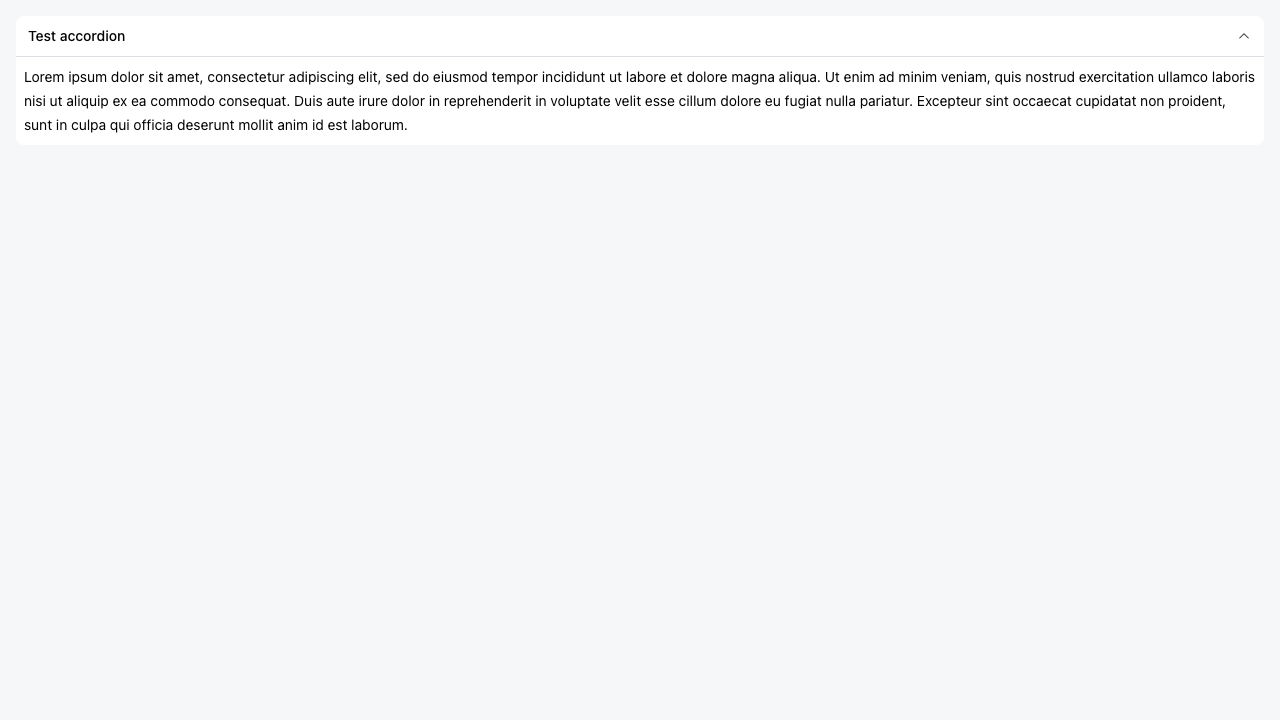 Test accordion
Lorem ipsum dolor sit amet, consectetur adipiscing elit, sed do eiusmod tempor incididunt ut labore et dolore magna aliqua. Ut enim ad minim veniam, quis nostrud exercitation ullamco laboris
nisi ut aliquip ex ea commodo consequat. Duis aute irure dolor in reprehenderit in voluptate velit esse cillum dolore eu fugiat nulla pariatur. Excepteur sint occaecat cupidatat non proident,
sunt in culpa qui officia deserunt mollit anim id est laborum.